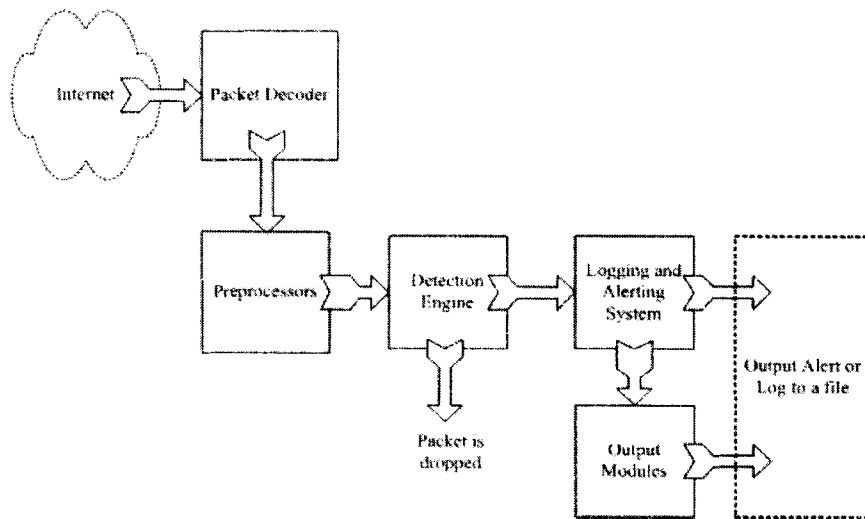 Internet
Packet Decoder
Preprocessors
Detection
Engine
Logging and
Alerting
System
Output Alert or
Log to a file
Packet is
dropped
Output
Modules